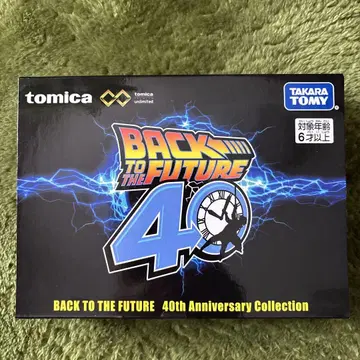 tomica
tomica
unlimited
TAKARA
TOMY
対象年齢
6才以上
BACK
TO THE
FUTURE
40
BACK TO THE FUTURE 40th Anniversary Collection